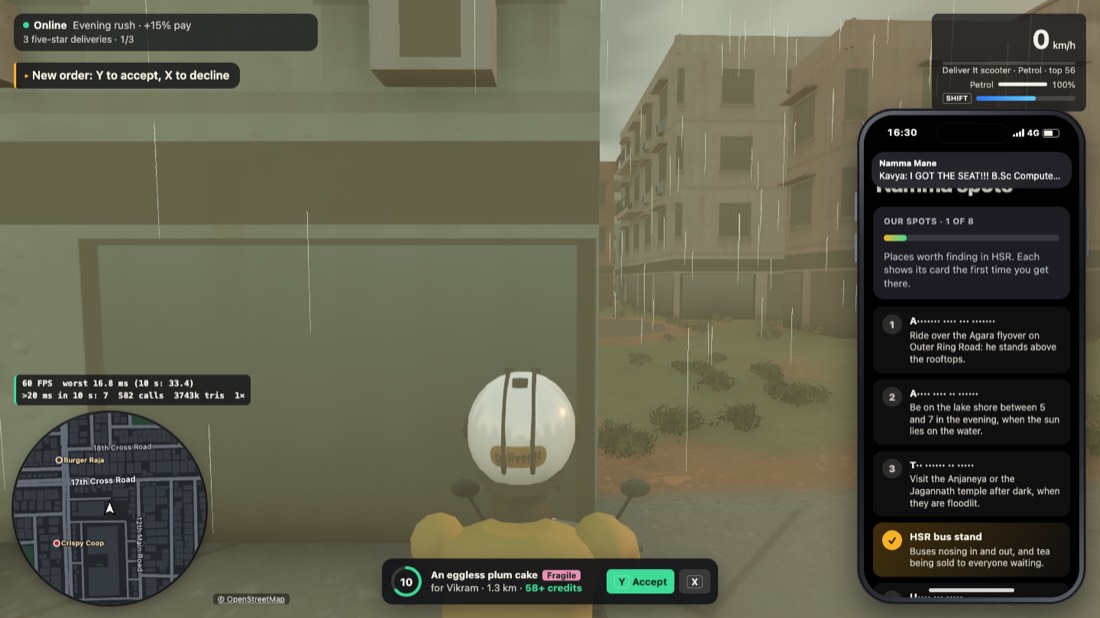 Online Evening rush · +15% pay
3 five-star deliveries · 1/3
New order: Y to accept, X to decline
0 km/h
Deliver It scooter · Petrol · top 56
Petrol 100%
SHIFT
16:30
4G
Namma Mane
Kavya: I GOT THE SEAT!!! B.Sc Compute...
Namma spots
OUR SPOTS · 1 OF 8
Places worth finding in HSR. Each
shows its card the first time you get
there.
1 A······· ···· ··· ·······
Ride over the Agara flyover on
Outer Ring Road: he stands above
the rooftops.
2 A···· ···· ·· ······
Be on the lake shore between 5
and 7 in the evening, when the sun
lies on the water.
3 T·· ······ ·· ·····
Visit the Anjaneya or the
Jagannath temple after dark, when
they are floodlit.
HSR bus stand
Buses nosing in and out, and tea
being sold to everyone waiting.
60 FPS worst 16.8 ms (10 s: 33.4)
>20 ms in 10 s: 7 582 calls 3743k tris 1×
18th Cross Road
Burger Raja
17th Cross Road
12th Main Road
Crispy Coop
© OpenStreetMap
Deliver It
10 An eggless plum cake Fragile
for Vikram · 1.3 km · 58+ credits
Y Accept X